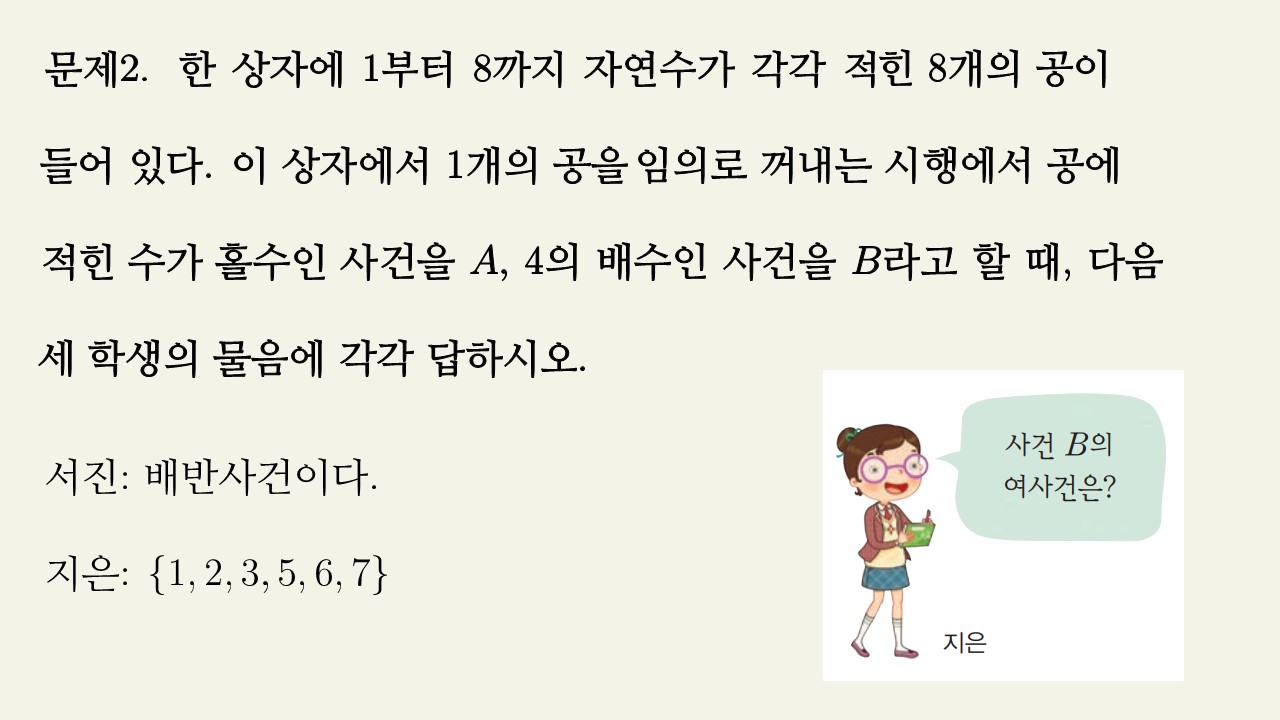 문제2. 한 상자에 1부터 8까지 자연수가 각각 적힌 8개의 공이
들어 있다. 이 상자에서 1개의 공을 임의로 꺼내는 시행에서 공에
적힌 수가 홀수인 사건을 A, 4의 배수인 사건을 B라고 할 때, 다음
세 학생의 물음에 각각 답하시오.
서진: 배반사건이다.
지은: {1, 2, 3, 5, 6, 7}
사건 B의
여사건은?
지은